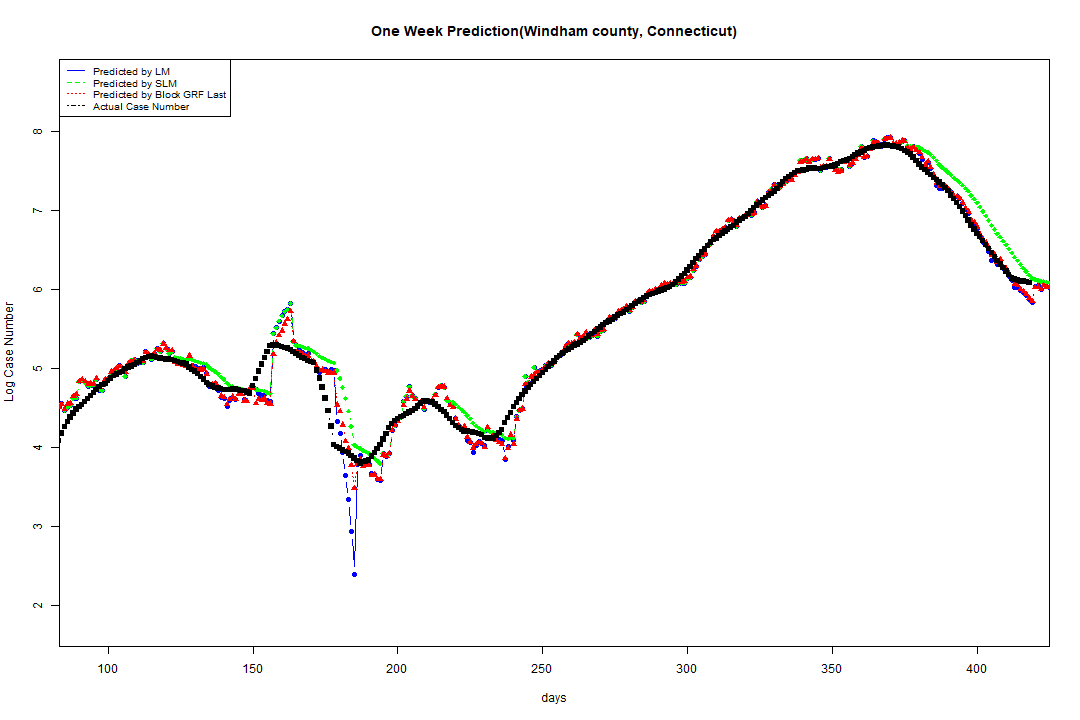 One Week Prediction(Windham county, Connecticut)
Predicted by LM
Predicted by SLM
Predicted by Block GRF Last
Actual Case Number
8
7
6
5
4
3
2
Log Case Number
100 150 200 250 300 350 400
days